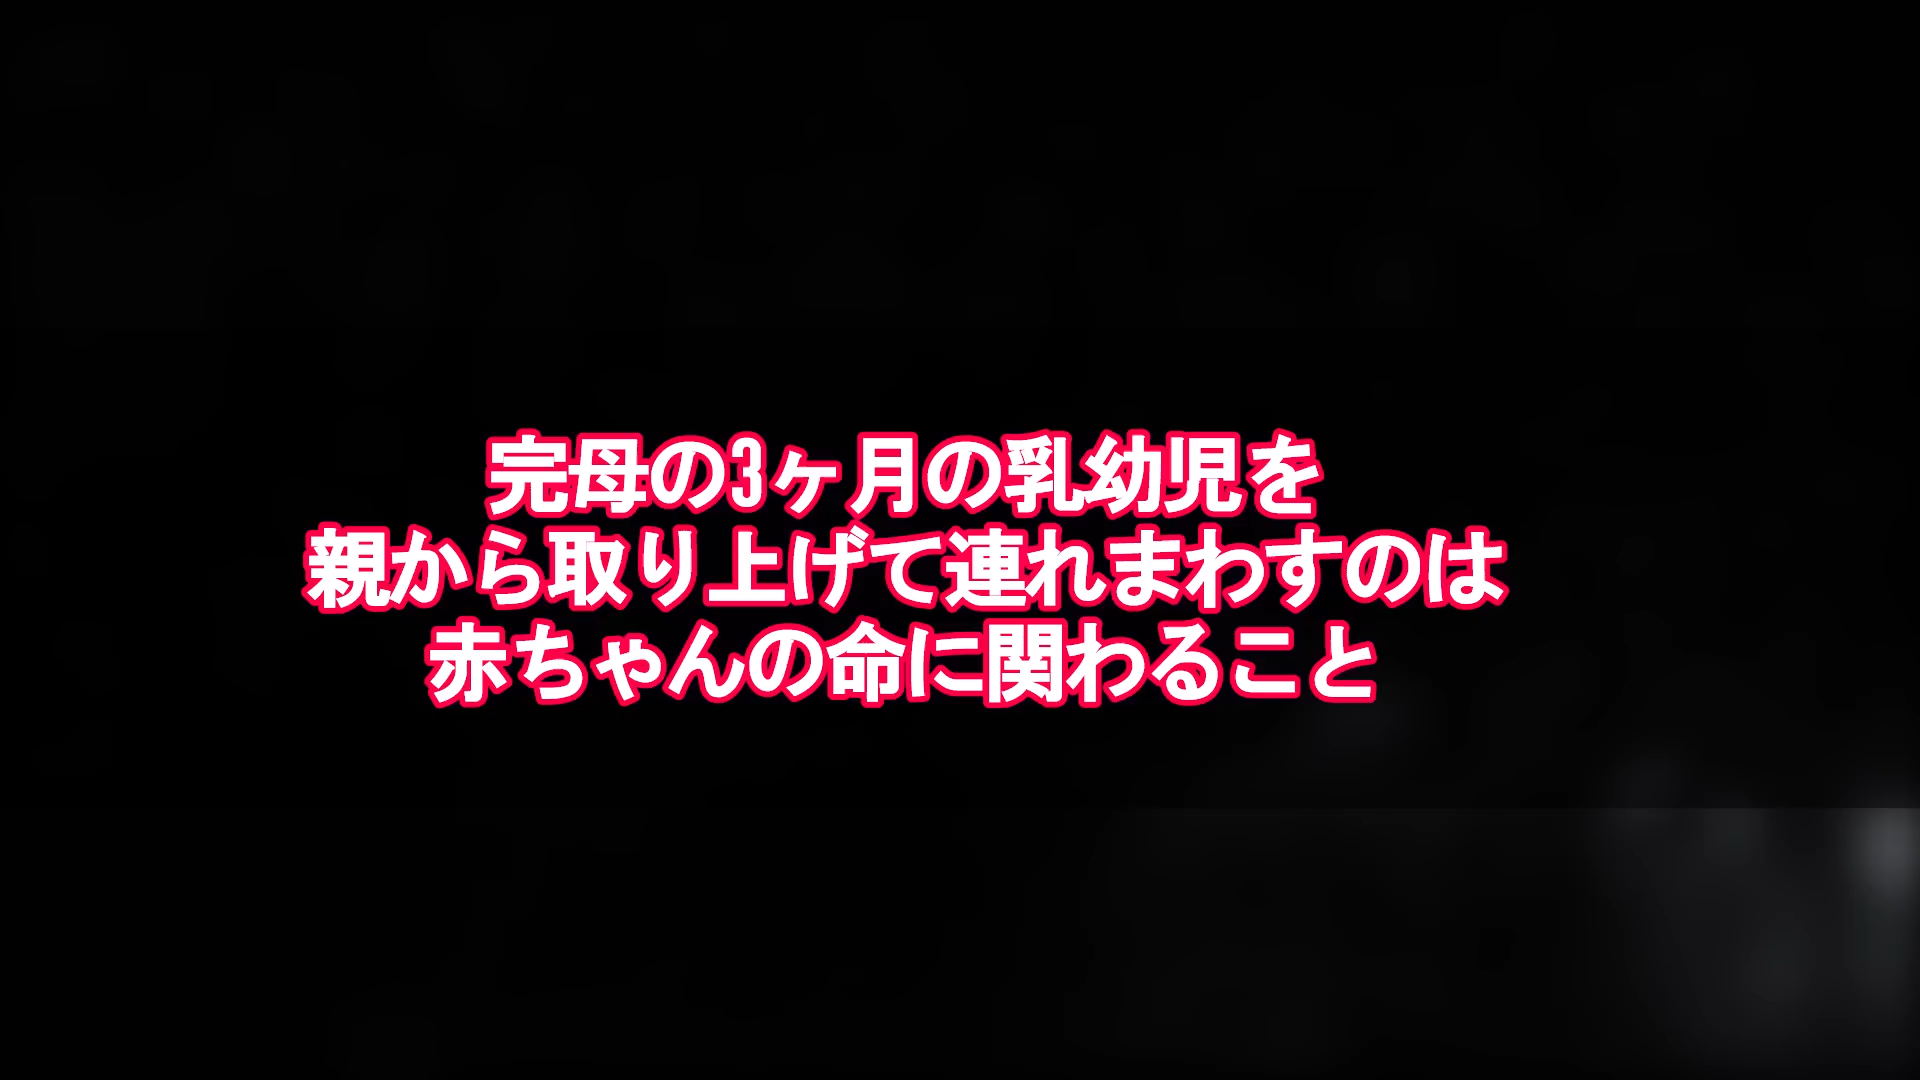 完母の3ヶ月の乳幼児を
親から取り上げて連れまわすのは
赤ちゃんの命に関わること